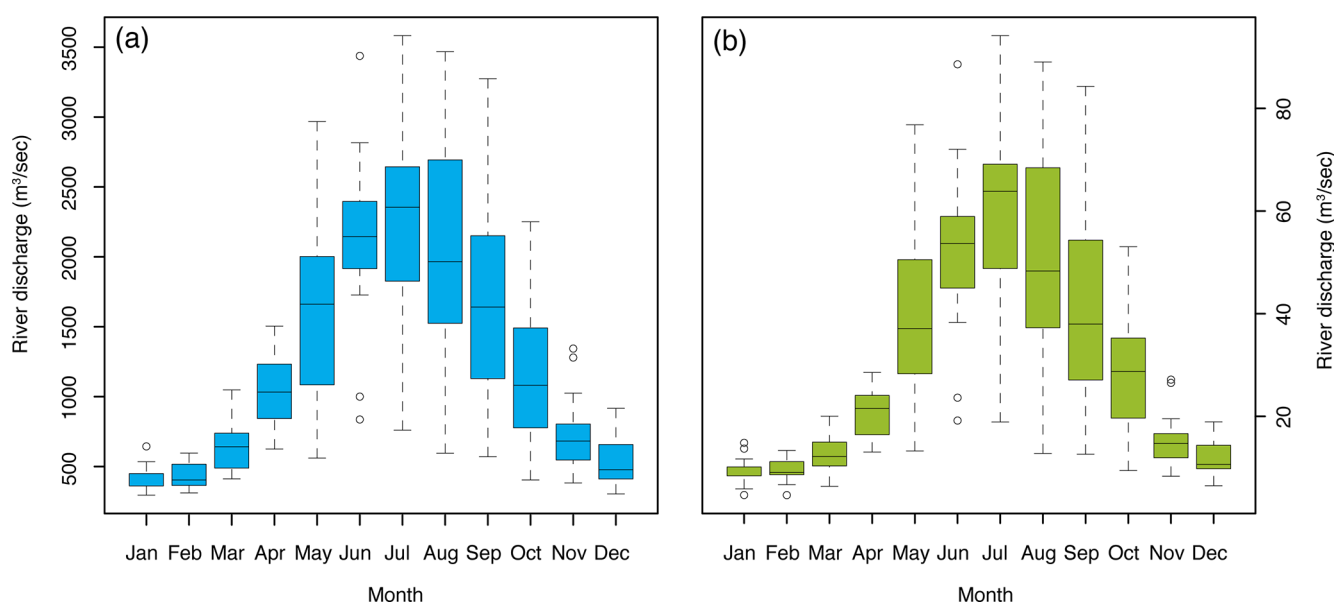 (a)
River discharge (m³/sec)
3500
3000
2500
2000
1500
1000
500
Jan Feb Mar Apr May Jun Jul Aug Sep Oct Nov Dec
Month
(b)
80
60
40
20
River discharge (m³/sec)
Jan Feb Mar Apr May Jun Jul Aug Sep Oct Nov Dec
Month